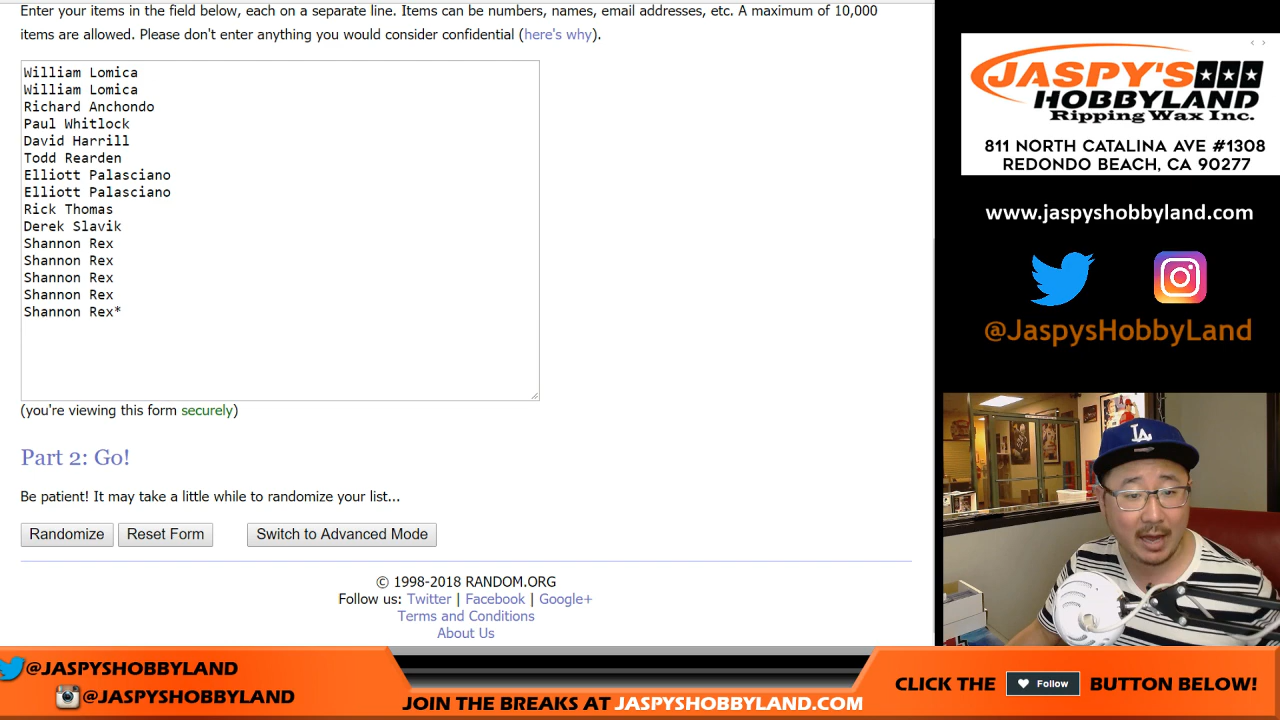 Enter your items in the field below, each on a separate line. Items can be numbers, names, email addresses, etc. A maximum of 10,000
items are allowed. Please don't enter anything you would consider confidential (here's why).
William Lomica
William Lomica
Richard Anchondo
Paul Whitlock
David Harrill
Todd Rearden
Elliott Palasciano
Elliott Palasciano
Rick Thomas
Derek Slavik
Shannon Rex
Shannon Rex
Shannon Rex
Shannon Rex
Shannon Rex*
(you're viewing this form securely)
Part 2: Go!
Be patient! It may take a little while to randomize your list...
Randomize Reset Form Switch to Advanced Mode
© 1998-2018 RANDOM.ORG
Follow us: Twitter | Facebook | Google+
Terms and Conditions
About Us
JASPY'S
HOBBYLAND
Ripping Wax Inc.
811 NORTH CATALINA AVE #1308
REDONDO BEACH, CA 90277
www.jaspyshobbyland.com
@JaspysHobbyLand
LA
@JASPYSHOBBYLAND
@JASPYSHOBBYLAND
JOIN THE BREAKS AT JASPYSHOBBYLAND.COM
CLICK THE Follow BUTTON BELOW!